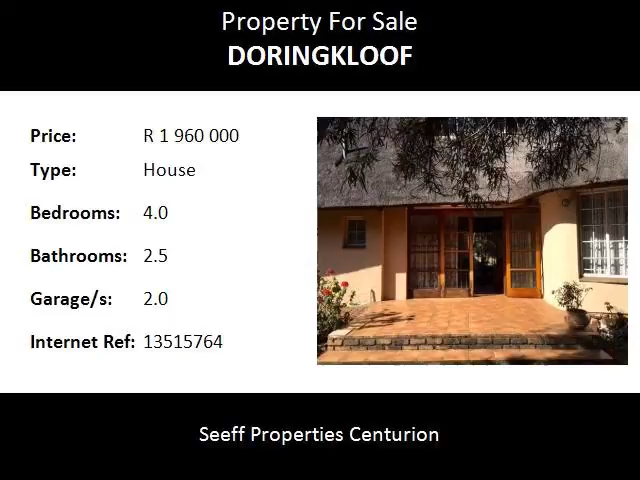 Property For Sale
DORINGKLOOF
Price: R 1 960 000
Type: House
Bedrooms: 4.0
Bathrooms: 2.5
Garage/s: 2.0
Internet Ref: 13515764
Seeff Properties Centurion